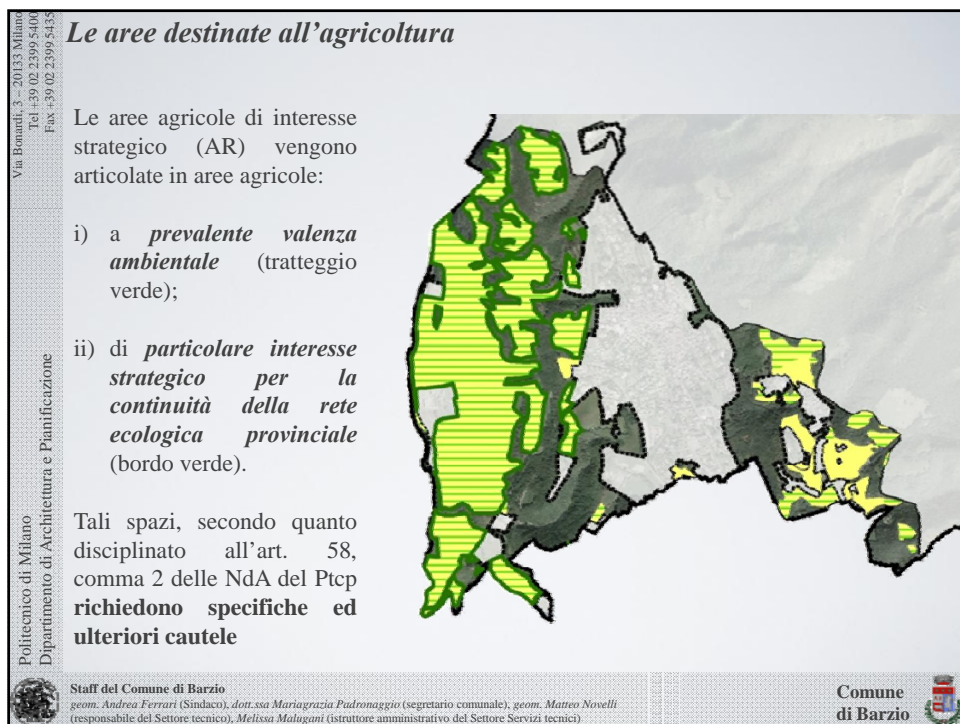 Le aree destinate all'agricoltura
Via Bonardi, 3 – 20133 Milano
Tel +39 02 2399 5400
Fax +39 02 2399 5435
Politecnico di Milano
Dipartimento di Architettura e Pianificazione
Le aree agricole di interesse
strategico (AR) vengono
articolate in aree agricole:
i) a prevalente valenza
ambientale (tratteggio
verde);
ii) di particolare interesse
strategico per la
continuità della rete
ecologica provinciale
(bordo verde).
Tali spazi, secondo quanto
disciplinato all'art. 58,
comma 2 delle NdA del Ptcp
richiedono specifiche ed
ulteriori cautele
Staff del Comune di Barzio
geom. Andrea Ferrari (Sindaco), dott.ssa Mariagrazia Padronaggio (segretario comunale), geom. Matteo Novelli
(responsabile del Settore tecnico), Melissa Malugani (istruttore amministrativo del Settore Servizi tecnici)
Comune
di Barzio